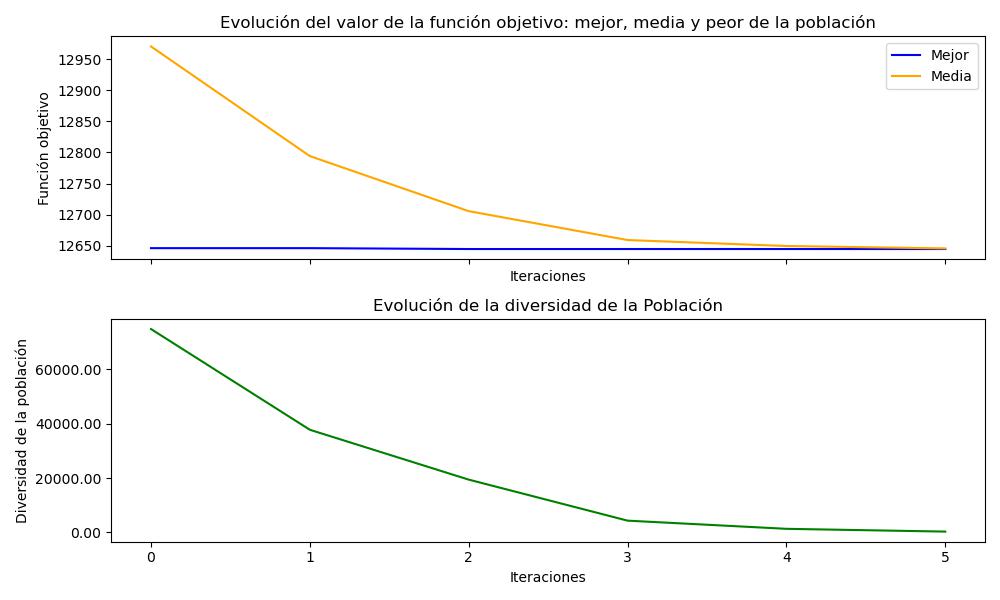 Evolución del valor de la función objetivo: mejor, media y peor de la población
Función objetivo
12950
12900
12850
12800
12750
12700
12650
Mejor
Media
Iteraciones
Evolución de la diversidad de la Población
Diversidad de la población
60000.00
40000.00
20000.00
0.00
0 1 2 3 4 5
Iteraciones